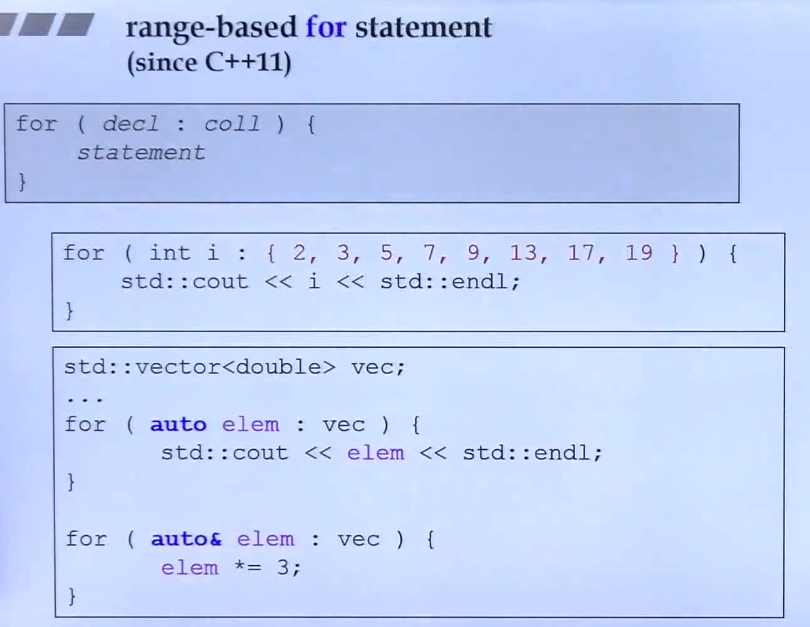 range-based for statement
(since C++11)
for ( decl : coll ) {
statement
}
for ( int i : { 2, 3, 5, 7, 9, 13, 17, 19 } ) {
std::cout << i << std::endl;
}
std::vector<double> vec;
...
for ( auto elem : vec ) {
std::cout << elem << std::endl;
}
for ( auto& elem : vec ) {
elem *= 3;
}